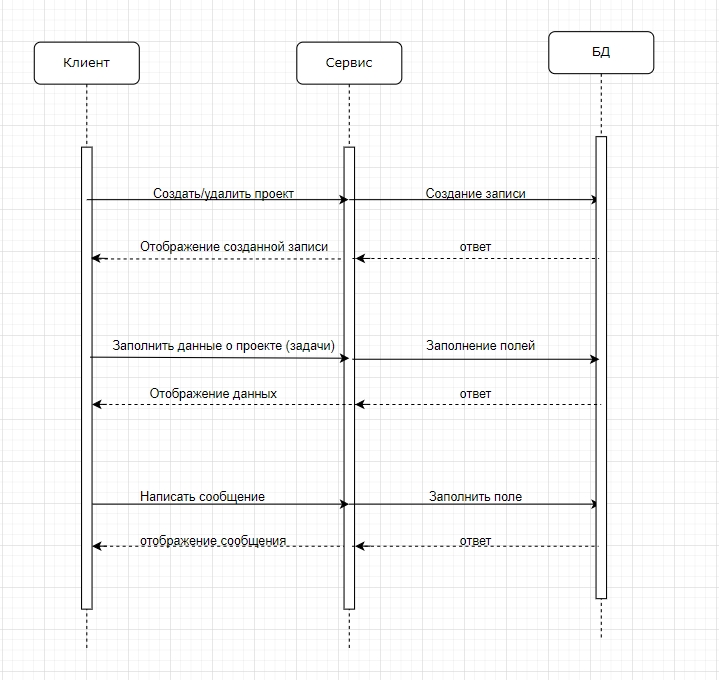 Клиент
Сервис
БД
Создать/удалить проект
Создание записи
Отображение созданной записи
ответ
Заполнить данные о проекте (задачи)
Заполнение полей
Отображение данных
ответ
Написать сообщение
Заполнить поле
отображение сообщения
ответ